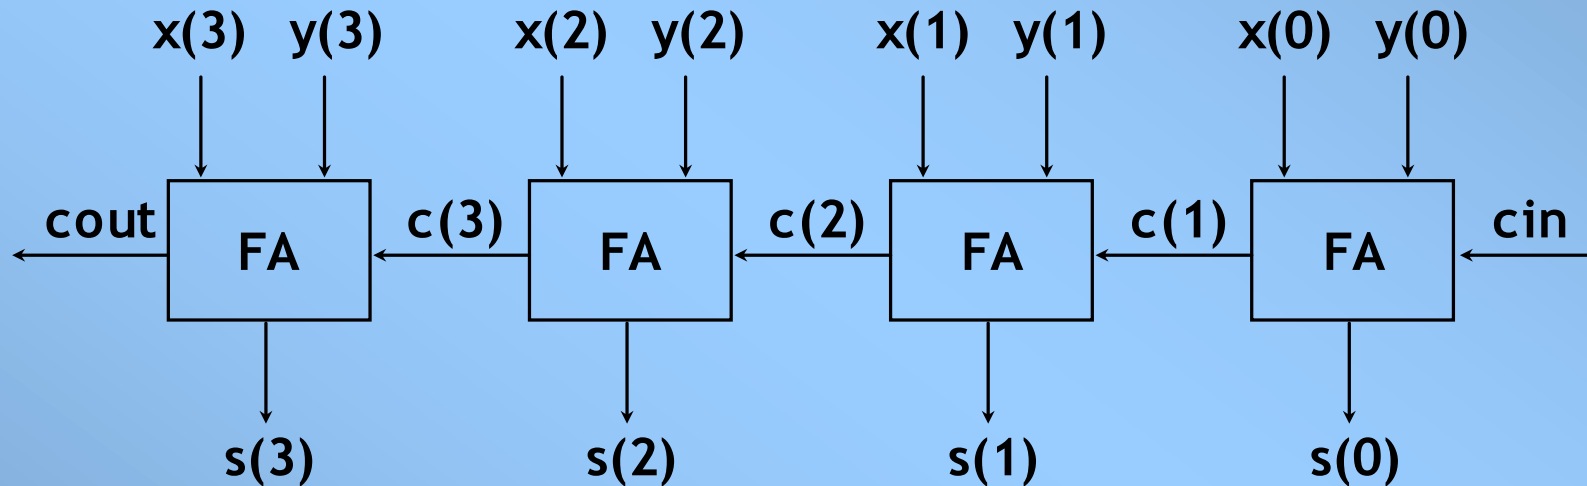 x(3) y(3) x(2) y(2) x(1) y(1) x(0) y(0)
cout c(3) c(2) c(1) cin
FA FA FA FA
s(3) s(2) s(1) s(0)